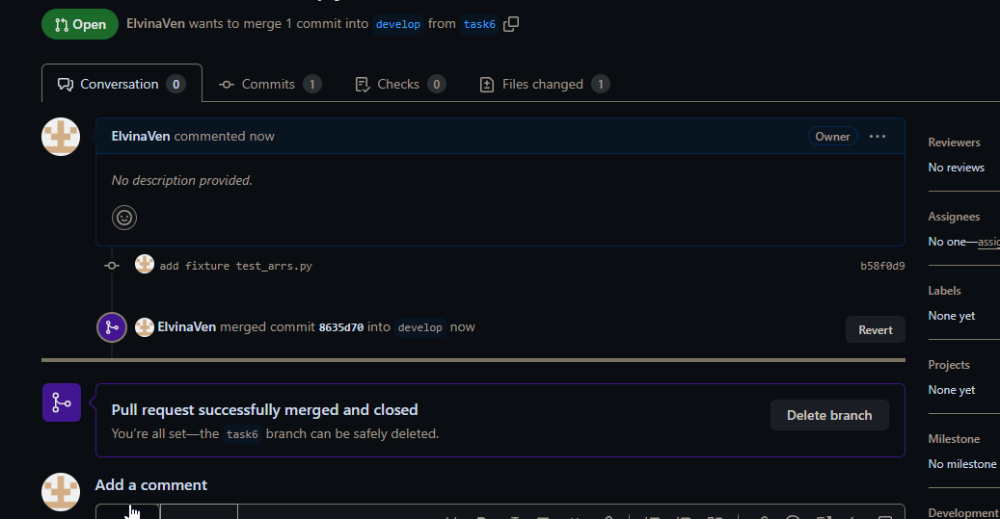 Open ElvinaVen wants to merge 1 commit into develop from task6
Conversation 0 Commits 1 Checks 0 Files changed 1
ElvinaVen commented now Owner
Reviewers
No reviews
No description provided.
Assignees
No one—assig
add fixture test_arrs.py b58f0d9
Labels
None yet
ElvinaVen merged commit 8635d70 into develop now Revert
Projects
None yet
Pull request successfully merged and closed
You're all set—the task6 branch can be safely deleted.
Delete branch
Milestone
No milestone
Add a comment
Development